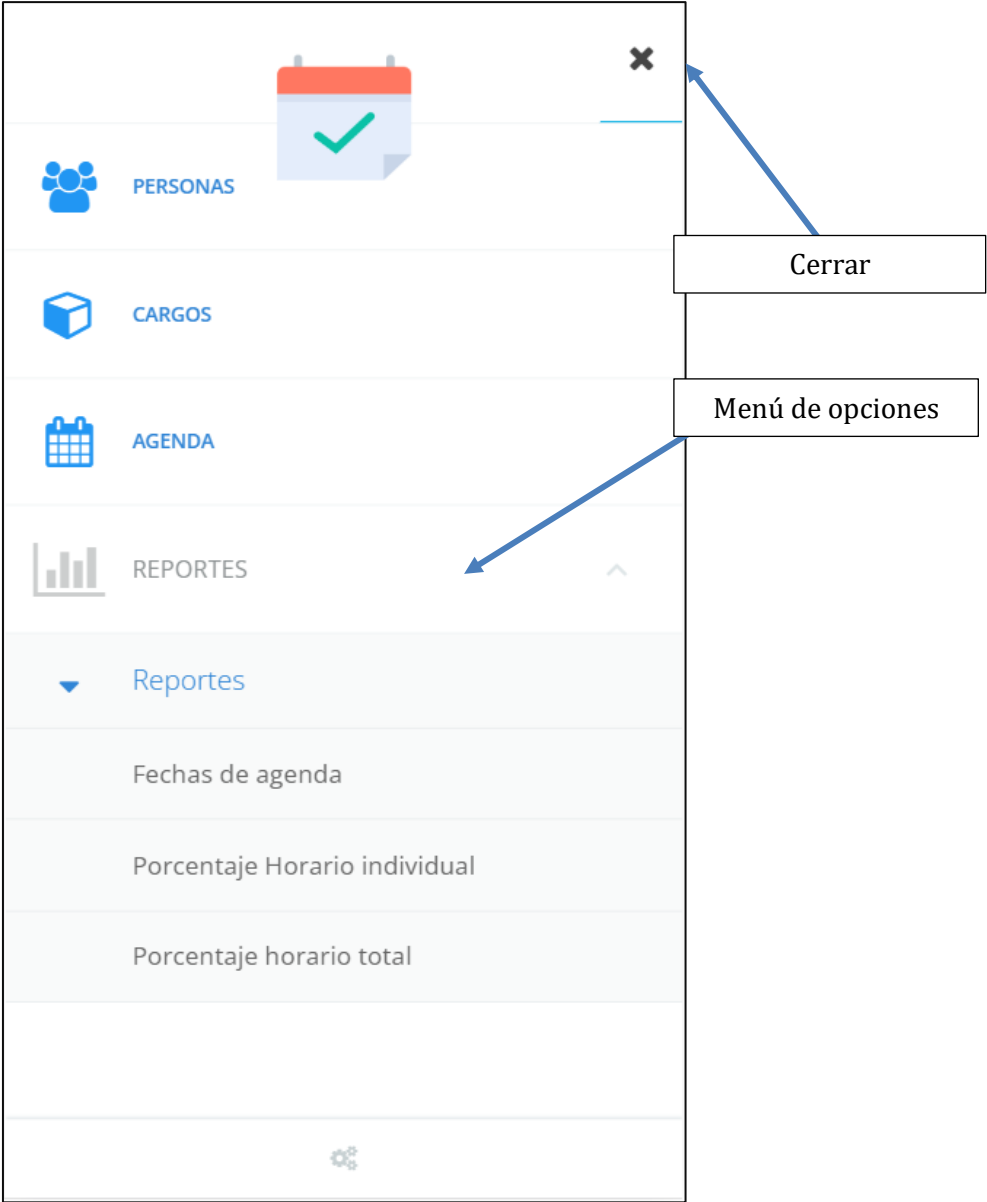 PERSONAS
Cerrar
CARGOS
Menú de opciones
AGENDA
REPORTES
Reportes
Fechas de agenda
Porcentaje Horario individual
Porcentaje horario total